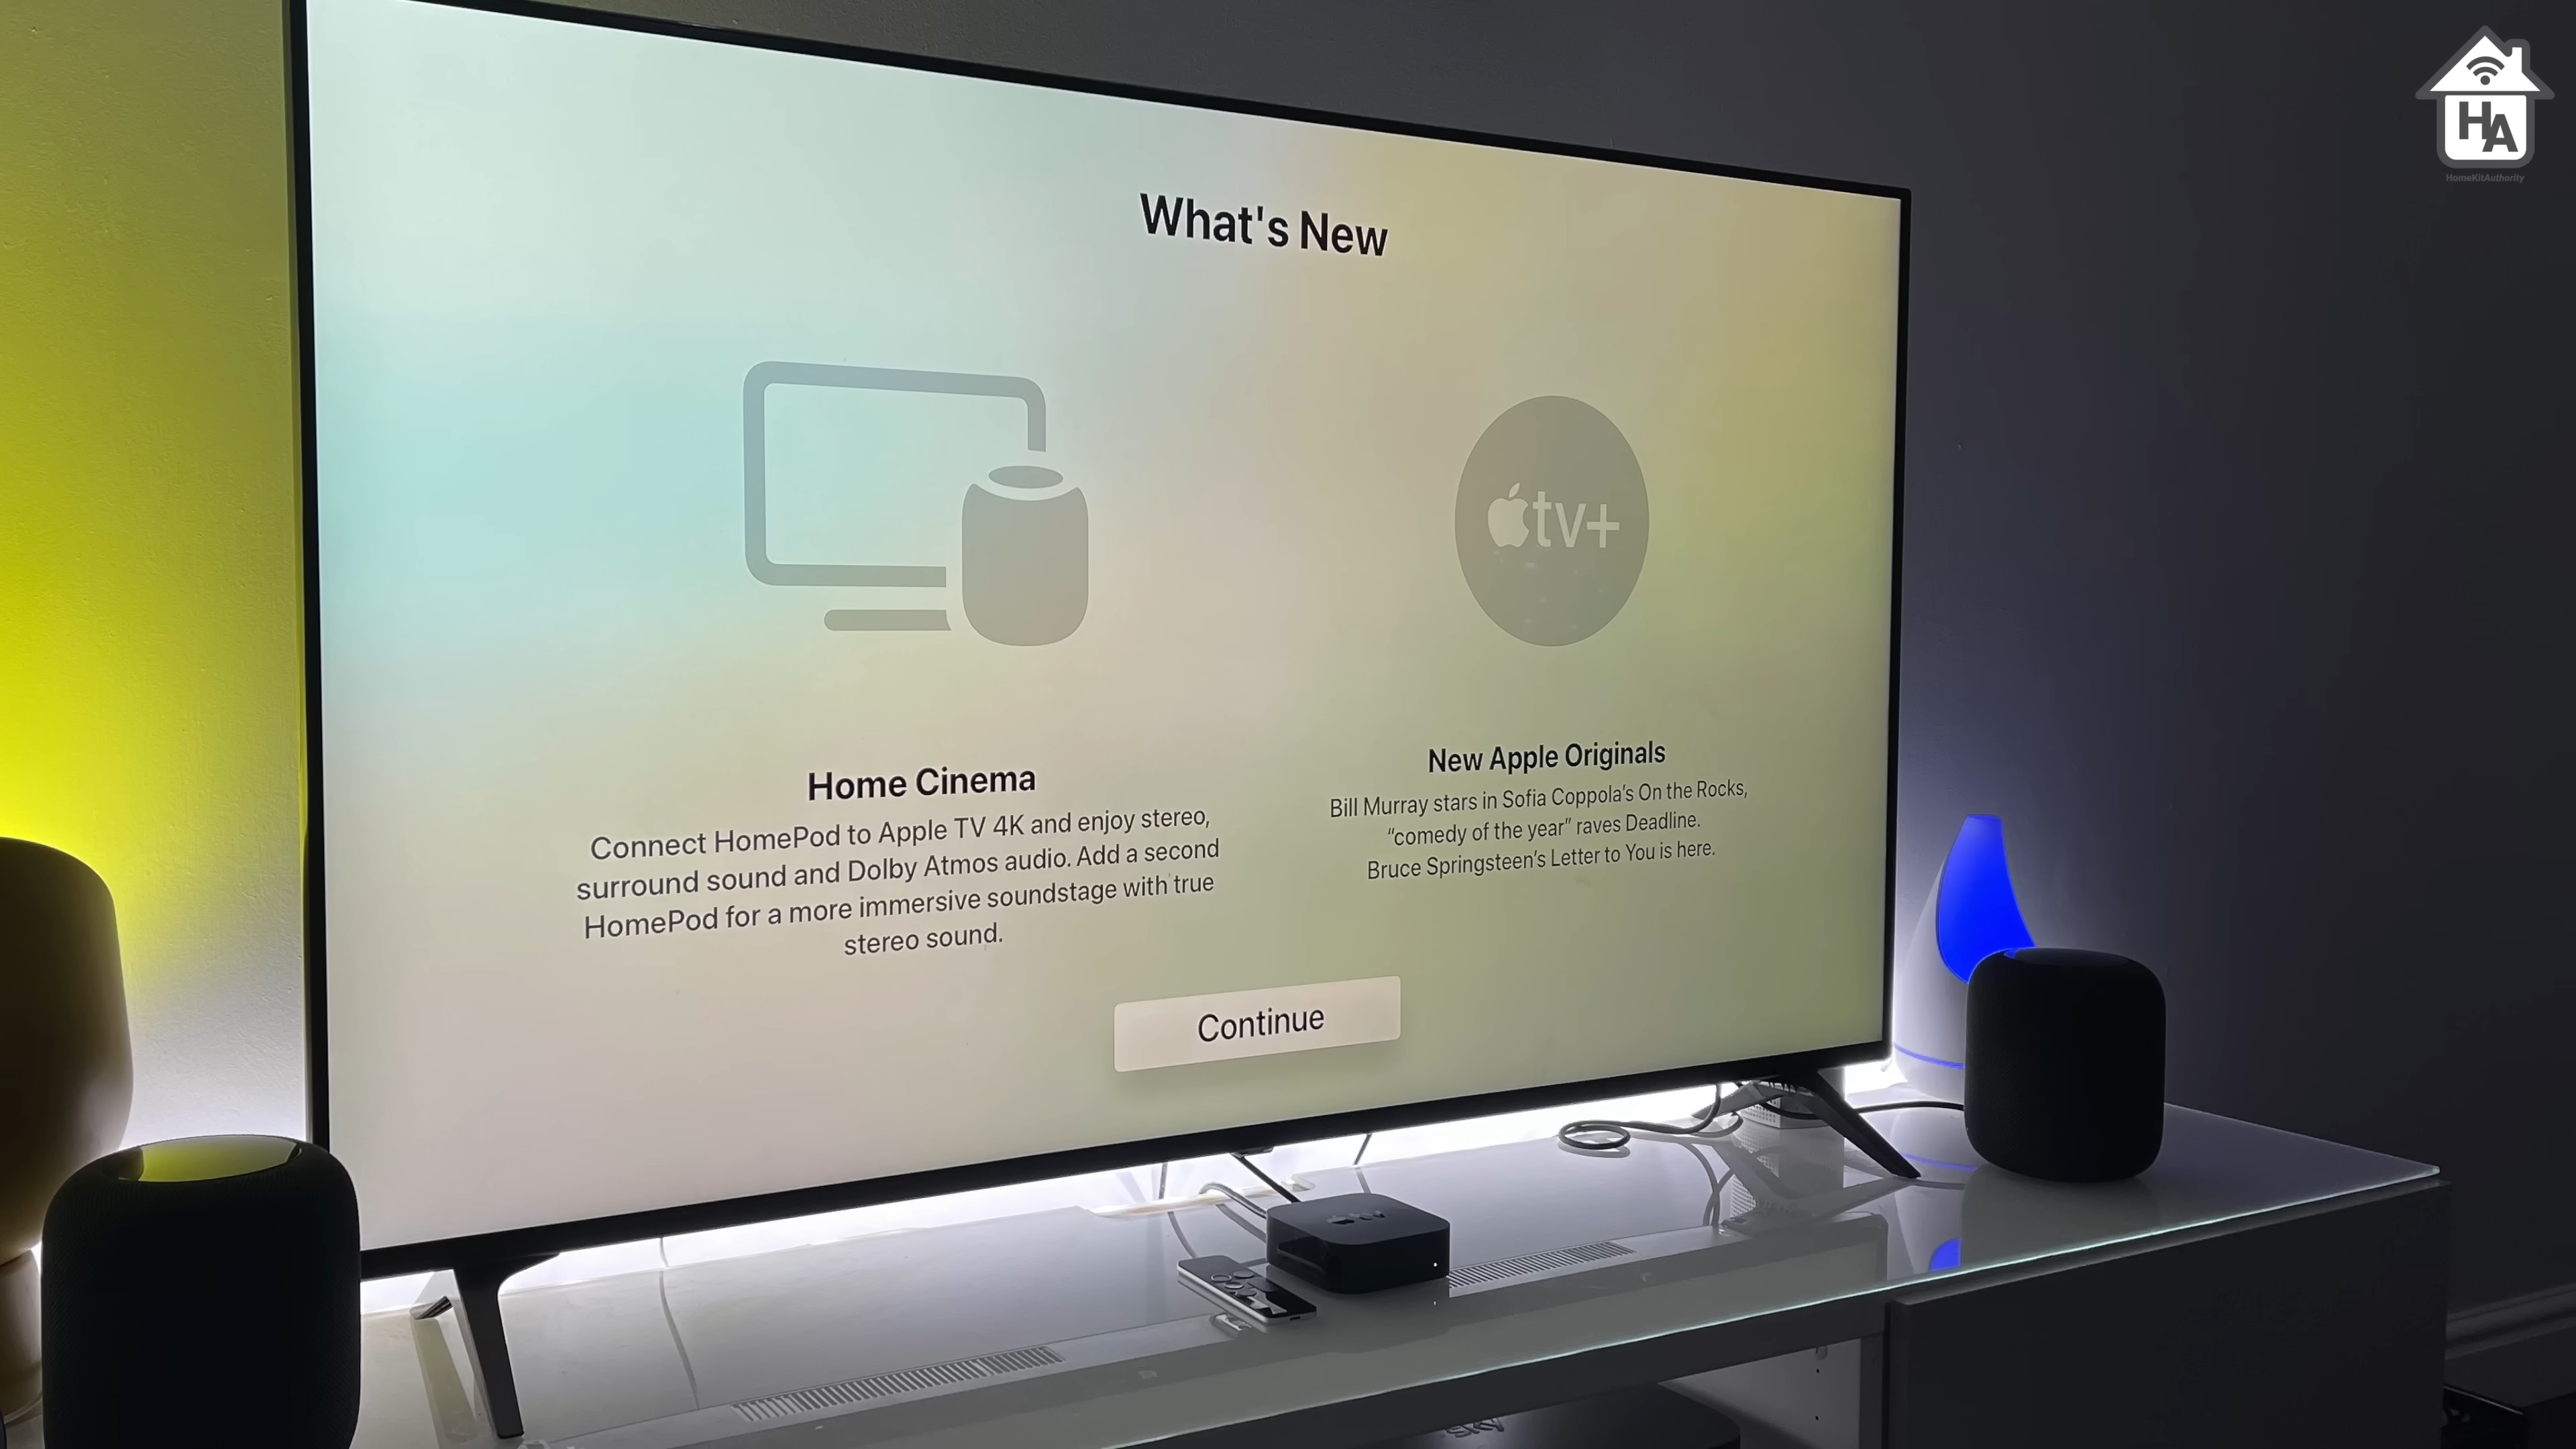 HA
HomeKitAuthority
What's New
tv+
Home Cinema
Connect HomePod to Apple TV 4K and enjoy stereo,
surround sound and Dolby Atmos audio. Add a second
HomePod for a more immersive soundstage with true
stereo sound.
New Apple Originals
Bill Murray stars in Sofia Coppola's On the Rocks,
“comedy of the year” raves Deadline.
Bruce Springsteen's Letter to You is here.
Continue
tv
sky